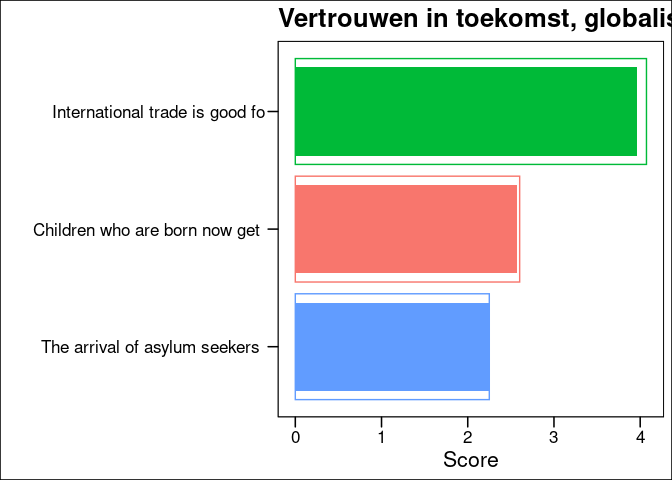 Vertrouwen in toekomst, globalis
International trade is good fo
Children who are born now get
The arrival of asylum seekers
0 1 2 3 4
Score